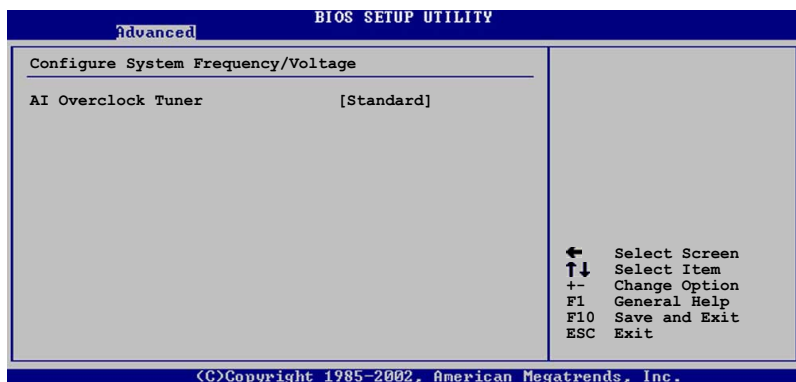 BIOS SETUP UTILITY
Advanced
Configure System Frequency/Voltage
AI Overclock Tuner [Standard]
← Select Screen
↑↓ Select Item
+- Change Option
F1 General Help
F10 Save and Exit
ESC Exit
(C)Copyright 1985-2002, American Megatrends, Inc.